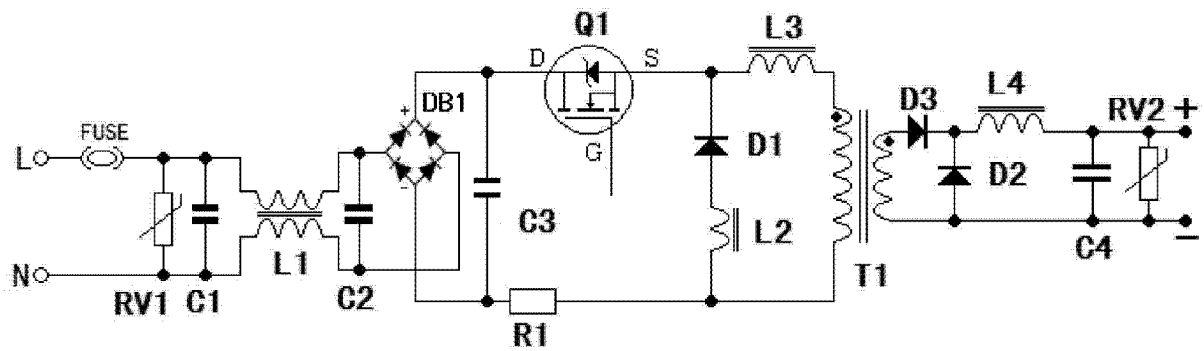 Q1
L3
D
S
+
DB1
-
FUSE
L
G
D1
D3
L4
RV2
+
D2
C3
L2
N
RV1
C1
L1
C2
R1
T1
C4
−